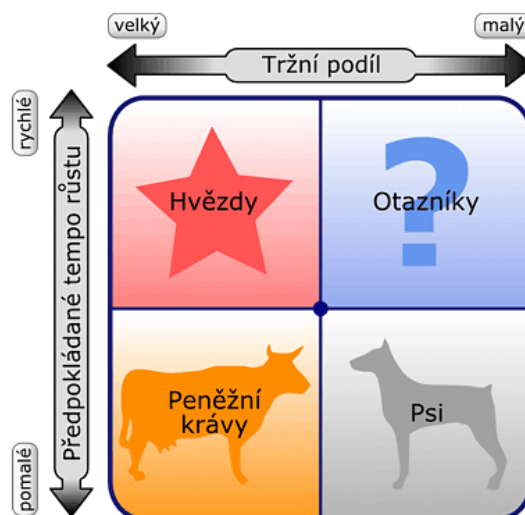 velký
malý
Tržní podíl
rychlé
Předpokládané tempo růstu
pomalé
Hvězdy
?
Otazníky
Peněžní
krávy
Psi